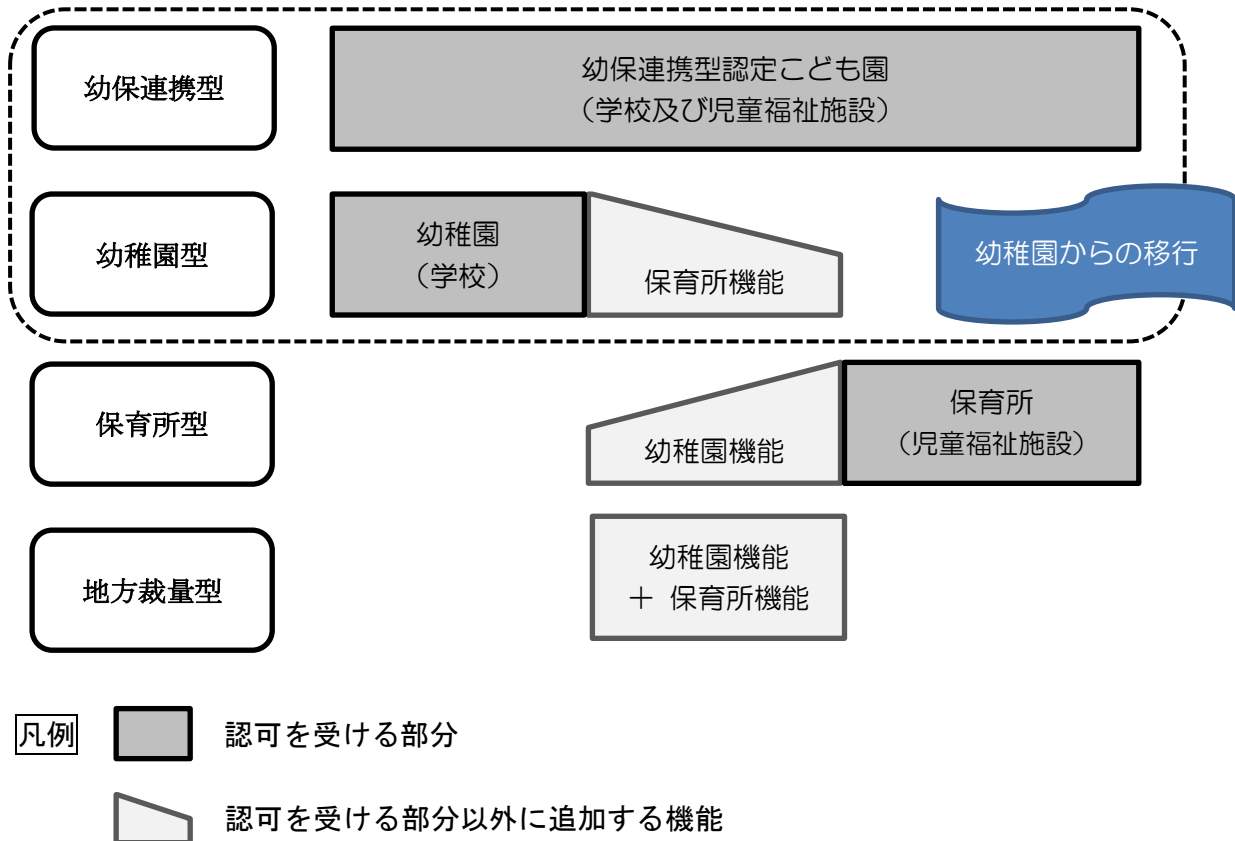 幼保連携型
幼保連携型認定こども園
（学校及び児童福祉施設）
幼稚園型
幼稚園
（学校）
保育所機能
幼稚園からの移行
保育所型
幼稚園機能
保育所
（児童福祉施設）
地方裁量型
幼稚園機能
＋ 保育所機能
凡例
認可を受ける部分
認可を受ける部分以外に追加する機能